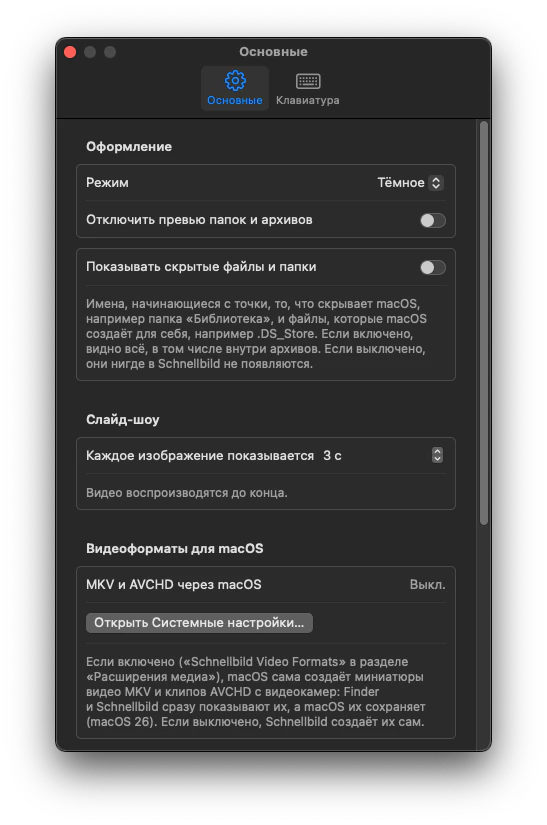 Основные
Основные
Клавиатура
Оформление
Режим
Тёмное
Отключить превью папок и архивов
Показывать скрытые файлы и папки
Имена, начинающиеся с точки, то, что скрывает macOS,
например папка «Библиотека», и файлы, которые macOS
создаёт для себя, например .DS_Store. Если включено,
видно всё, в том числе внутри архивов. Если выключено,
они нигде в Schnellbild не появляются.
Слайд-шоу
Каждое изображение показывается 3 с
Видео воспроизводятся до конца.
Видеоформаты для macOS
MKV и AVCHD через macOS
Выкл.
Открыть Системные настройки...
Если включено («Schnellbild Video Formats» в разделе
«Расширения медиа»), macOS сама создаёт миниатюры
видео MKV и клипов AVCHD с видеокамер: Finder
и Schnellbild сразу показывают их, а macOS их сохраняет
(macOS 26). Если выключено, Schnellbild создаёт их сам.